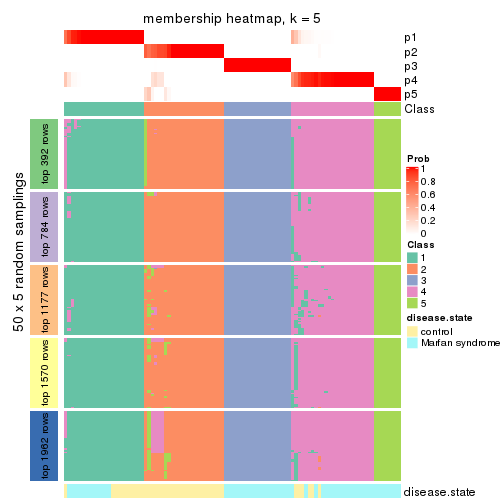 membership heatmap, k = 5
p1
p2
p3
p4
p5
Class
50 x 5 random samplings
top 392 rows
top 784 rows
top 1177 rows
top 1570 rows
top 1962 rows
Prob
1
0.8
0.6
0.4
0.2
0
Class
1
2
3
4
5
disease.state
control
Marfan syndrome
disease.state